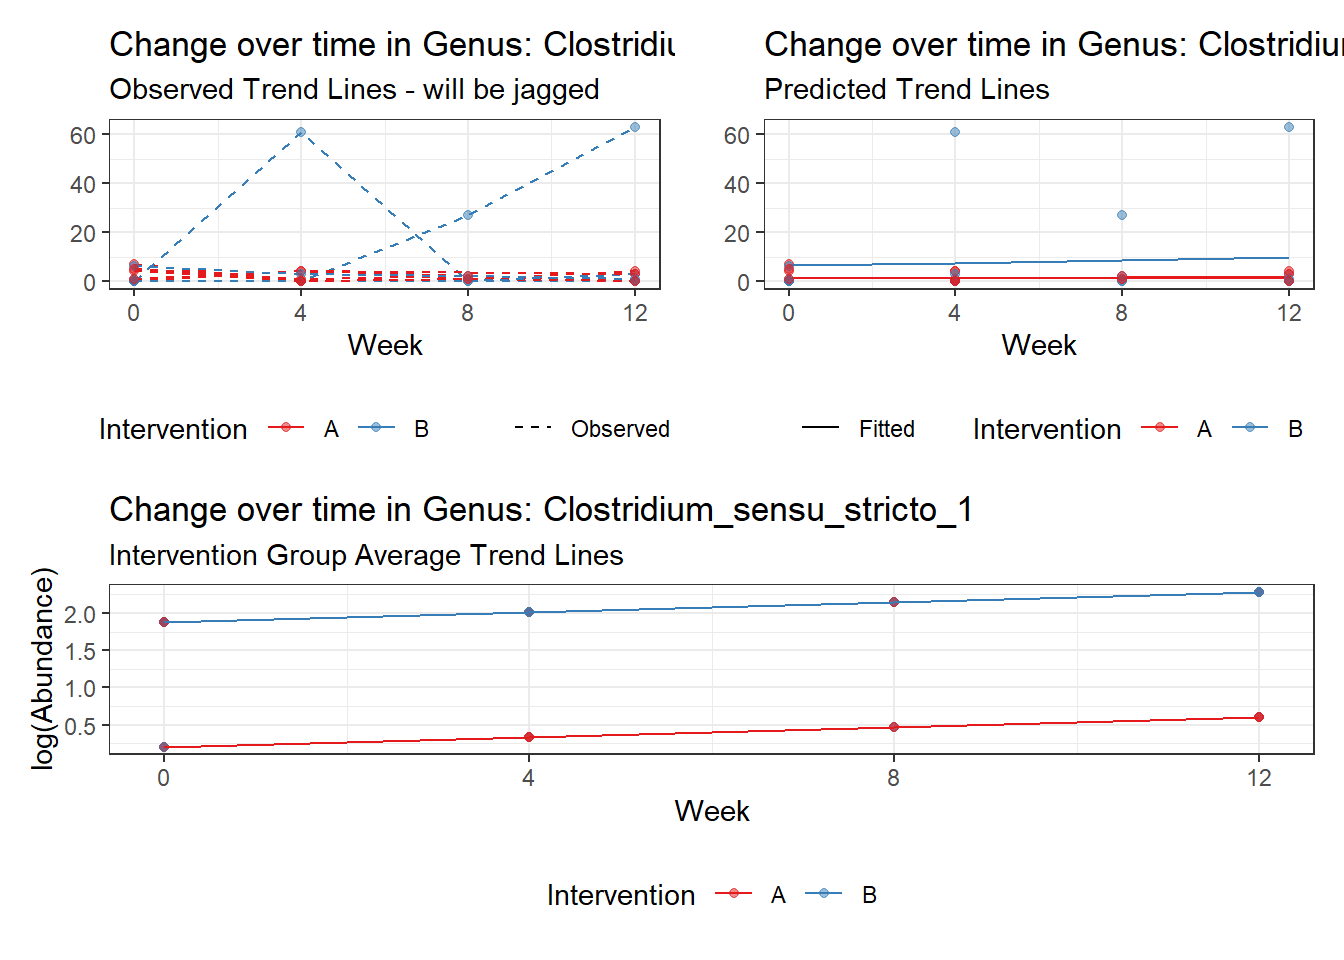 Change over time in Genus: Clostridiu
Observed Trend Lines - will be jagged
60
40
20
0
0 4 8 12
Week
Intervention A B Observed
Change over time in Genus: Clostridiur
Predicted Trend Lines
60
40
20
0
0 4 8 12
Week
Fitted Intervention A B
Change over time in Genus: Clostridium_sensu_stricto_1
Intervention Group Average Trend Lines
log(Abundance)
2.0
1.5
1.0
0.5
0 4 8 12
Week
Intervention A B